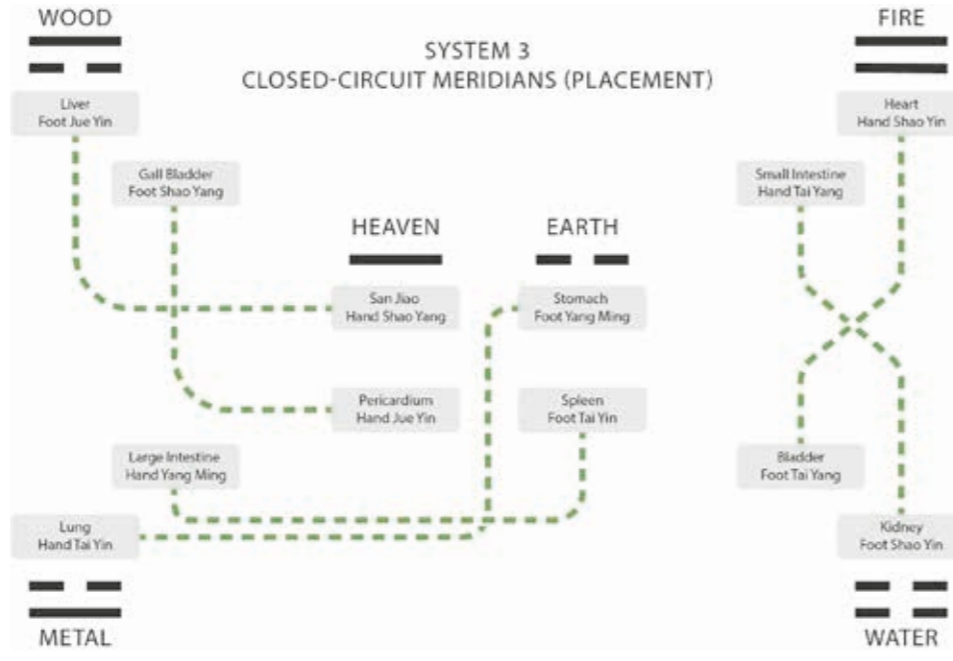 WOOD
FIRE
SYSTEM 3
CLOSED-CIRCUIT MERIDIANS (PLACEMENT)
Liver
Foot Jue Yin
Heart
Hand Shao Yin
Gall Bladder
Foot Shao Yang
Small Intestine
Hand Tai Yang
HEAVEN
EARTH
San Jiao
Hand Shao Yang
Stomach
Foot Yang Ming
Pericardium
Hand Jue Yin
Spleen
Foot Tai Yin
Large Intestine
Hand Yang Ming
Bladder
Foot Tai Yang
Lung
Hand Tai Yin
Kidney
Foot Shao Yin
METAL
WATER